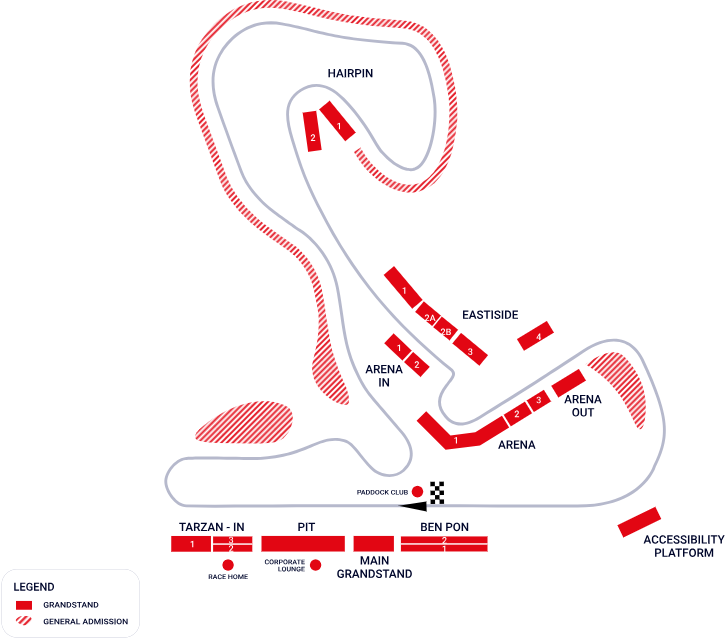 HAIRPIN
1
2
1
2A
2B
EASTISIDE
3
4
1
2
ARENA
IN
3
2
1
ARENA
OUT
ARENA
PADDOCK CLUB
TARZAN - IN
PIT
BEN PON
1
3
2
2
1
RACE HOME
CORPORATE
LOUNGE
MAIN
GRANDSTAND
ACCESSIBILITY
PLATFORM
LEGEND
GRANDSTAND
GENERAL ADMISSION